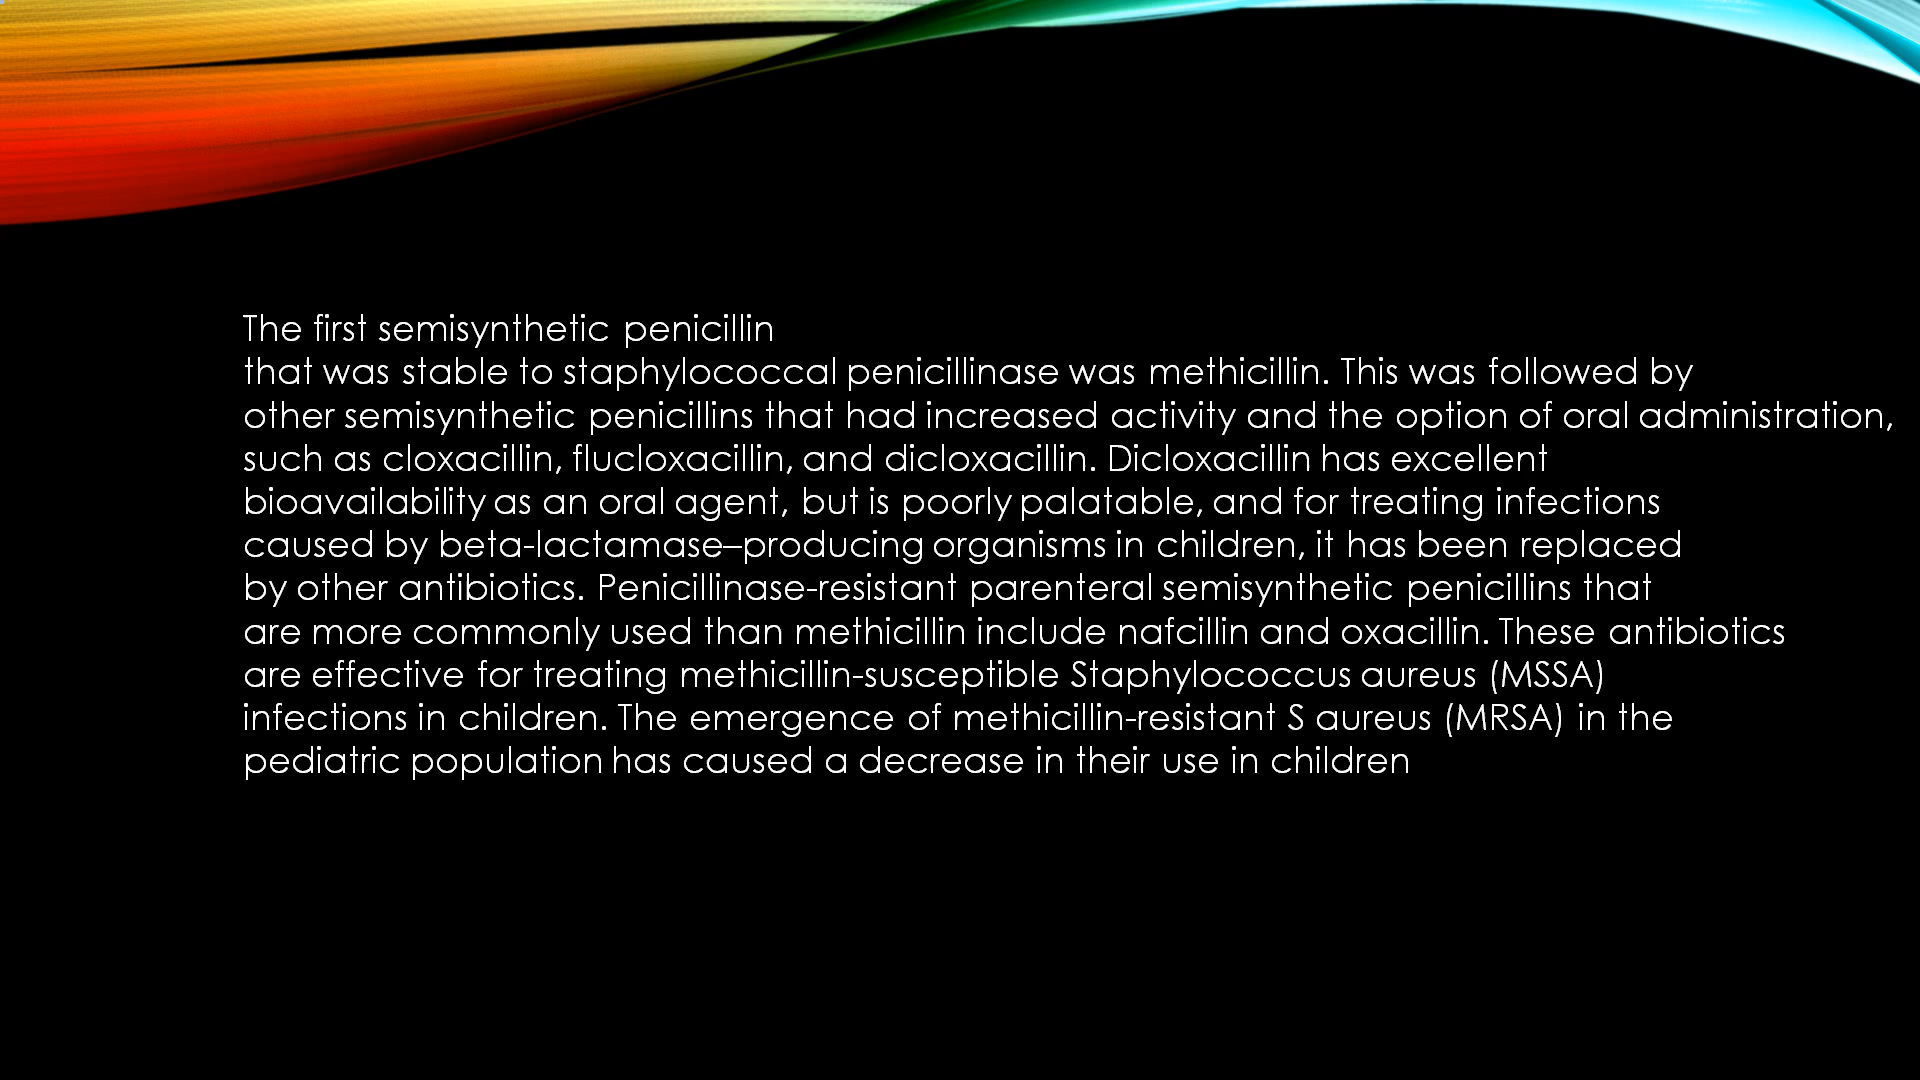 The first semisynthetic penicillin
that was stable to staphylococcal penicillinase was methicillin. This was followed by
other semisynthetic penicillins that had increased activity and the option of oral administration,
such as cloxacillin, flucloxacillin, and dicloxacillin. Dicloxacillin has excellent
bioavailability as an oral agent, but is poorly palatable, and for treating infections
caused by beta-lactamase–producing organisms in children, it has been replaced
by other antibiotics. Penicillinase-resistant parenteral semisynthetic penicillins that
are more commonly used than methicillin include nafcillin and oxacillin. These antibiotics
are effective for treating methicillin-susceptible Staphylococcus aureus (MSSA)
infections in children. The emergence of methicillin-resistant S aureus (MRSA) in the
pediatric population has caused a decrease in their use in children